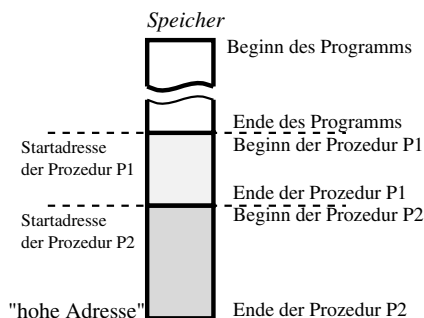 Speicher
Beginn des Programms
Ende des Programms
Startadresse
der Prozedur P1
Beginn der Prozedur P1
Ende der Prozedur P1
Startadresse
der Prozedur P2
Beginn der Prozedur P2
"hohe Adresse"
Ende der Prozedur P2